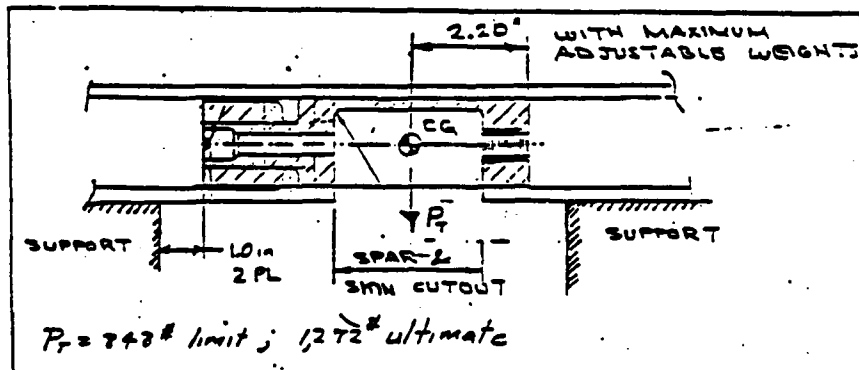 2.20"
WITH MAXIMUM
ADJUSTABLE WEIGHTS
CG
P_T
SUPPORT
1.0 in
2 PL
SPAR-2
SKIN CUTOUT
SUPPORT
P_T = 848# limit ; 1,272# ultimate